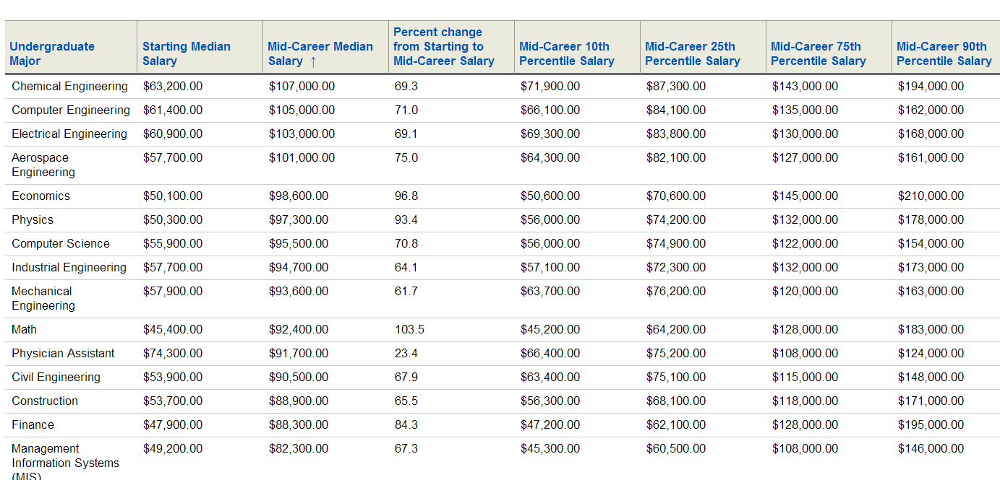 Undergraduate Major	Starting Median Salary	Mid-Career Median Salary ↑	Percent change from Starting to Mid-Career Salary	Mid-Career 10th Percentile Salary	Mid-Career 25th Percentile Salary	Mid-Career 75th Percentile Salary	Mid-Career 90th Percentile Salary
Chemical Engineering	$63,200.00	$107,000.00	69.3	$71,900.00	$87,300.00	$143,000.00	$194,000.00
Computer Engineering	$61,400.00	$105,000.00	71.0	$66,100.00	$84,100.00	$135,000.00	$162,000.00
Electrical Engineering	$60,900.00	$103,000.00	69.1	$69,300.00	$83,800.00	$130,000.00	$168,000.00
Aerospace Engineering	$57,700.00	$101,000.00	75.0	$64,300.00	$82,100.00	$127,000.00	$161,000.00
Economics	$50,100.00	$98,600.00	96.8	$50,600.00	$70,600.00	$145,000.00	$210,000.00
Physics	$50,300.00	$97,300.00	93.4	$56,000.00	$74,200.00	$132,000.00	$178,000.00
Computer Science	$55,900.00	$95,500.00	70.8	$56,000.00	$74,900.00	$122,000.00	$154,000.00
Industrial Engineering	$57,700.00	$94,700.00	64.1	$57,100.00	$72,300.00	$132,000.00	$173,000.00
Mechanical Engineering	$57,900.00	$93,600.00	61.7	$63,700.00	$76,200.00	$120,000.00	$163,000.00
Math	$45,400.00	$92,400.00	103.5	$45,200.00	$64,200.00	$128,000.00	$183,000.00
Physician Assistant	$74,300.00	$91,700.00	23.4	$66,400.00	$75,200.00	$108,000.00	$124,000.00
Civil Engineering	$53,900.00	$90,500.00	67.9	$63,400.00	$75,100.00	$115,000.00	$148,000.00
Construction	$53,700.00	$88,900.00	65.5	$56,300.00	$68,100.00	$118,000.00	$171,000.00
Finance	$47,900.00	$88,300.00	84.3	$47,200.00	$62,100.00	$128,000.00	$195,000.00
Management Information Systems (MIS)	$49,200.00	$82,300.00	67.3	$45,300.00	$60,500.00	$108,000.00	$146,000.00